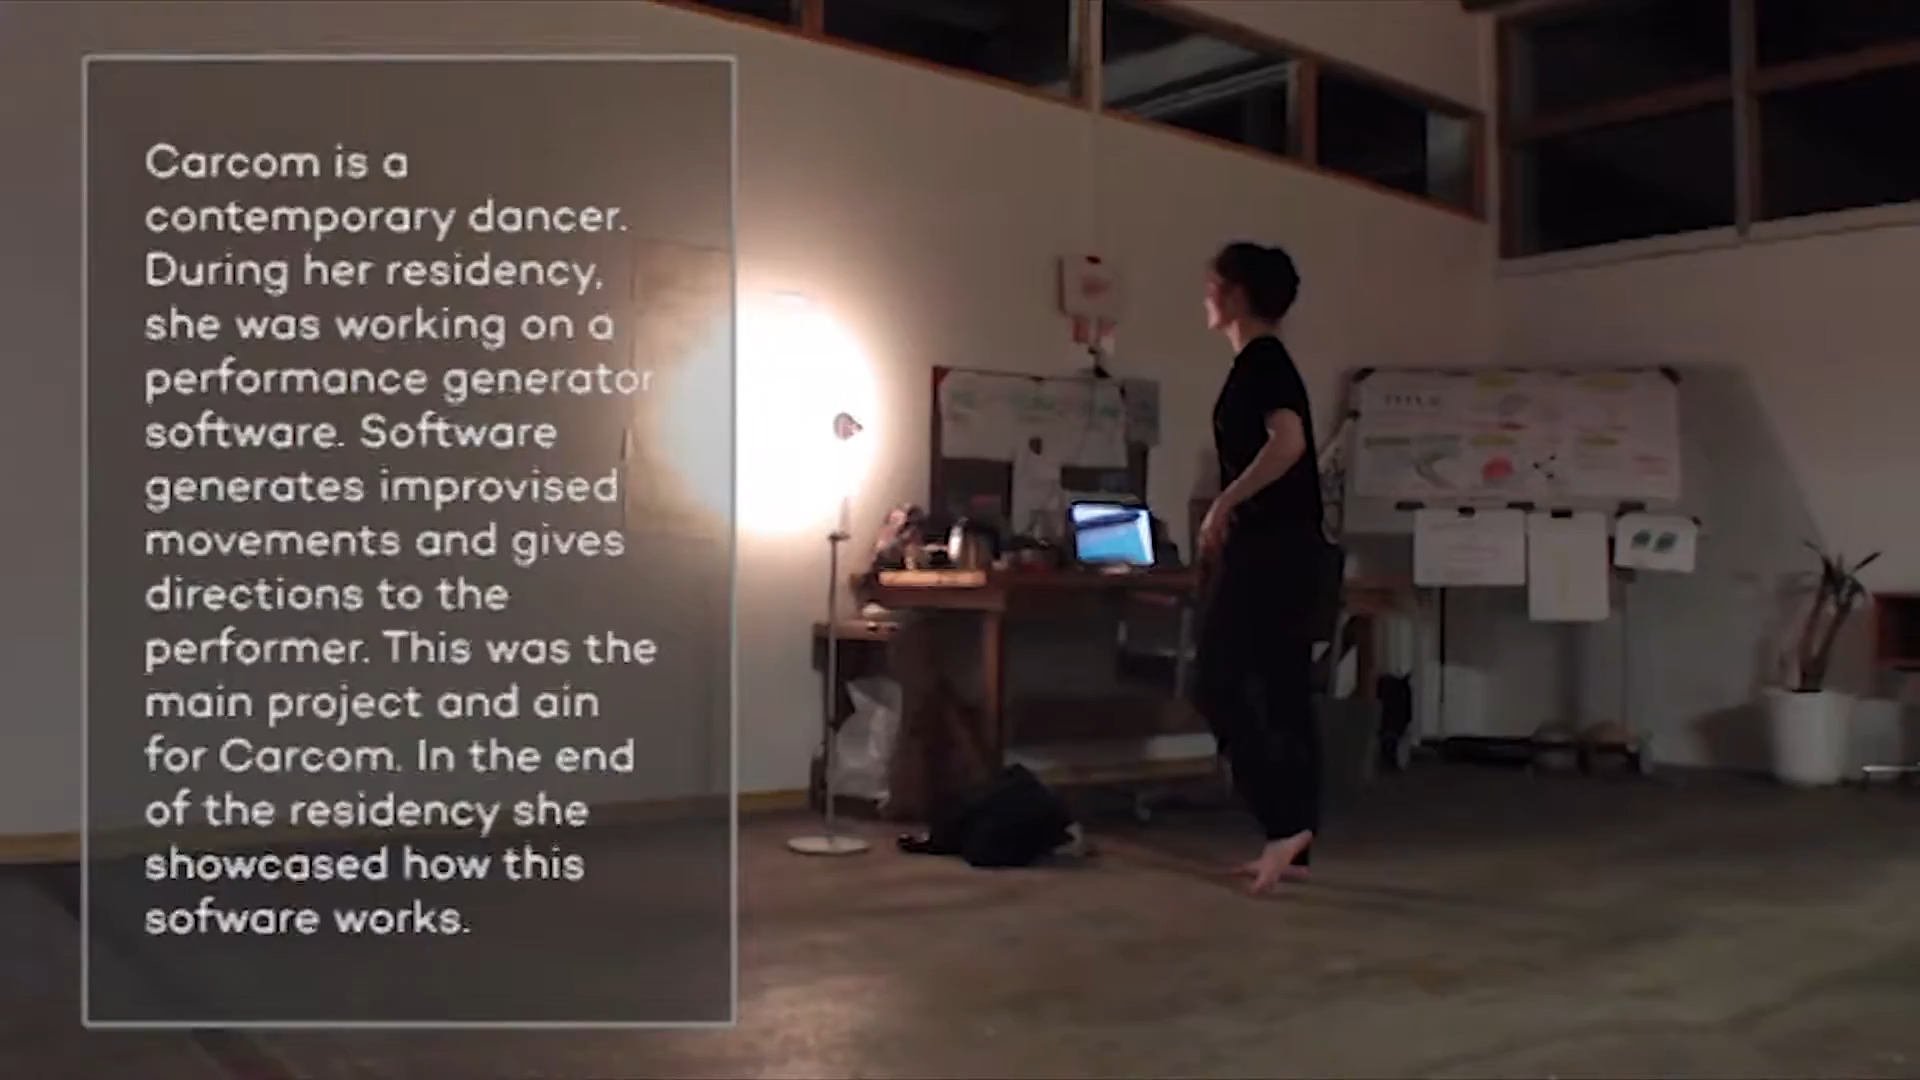 Carcom is a
contemporary dancer.
During her residency,
she was working on a
performance generator
software. Software
generates improvised
movements and gives
directions to the
performer. This was the
main project and ain
for Carcom. In the end
of the residency she
showcased how this
sofware works.